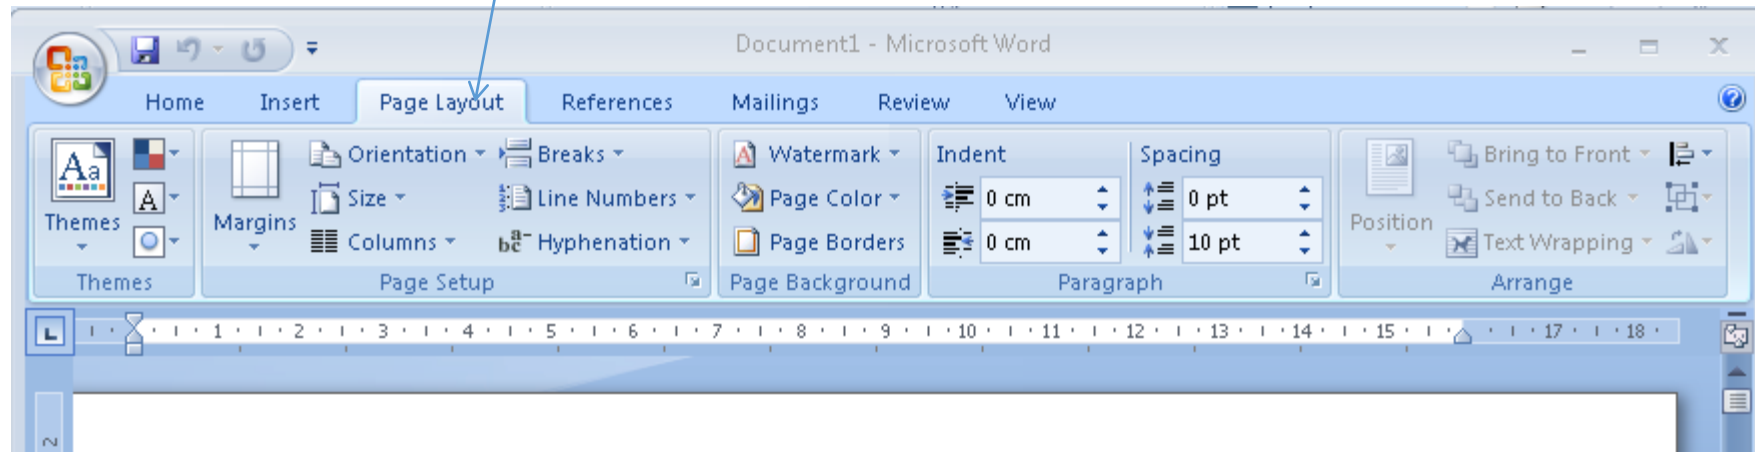 Document1 - Microsoft Word
Home Insert Page Layout References Mailings Review View
Aa Orientation Breaks Watermark Indent Spacing Bring to Front
A Size Line Numbers Page Color 0 cm 0 pt Send to Back
Themes Margins Columns Hyphenation Page Borders 0 cm 10 pt Position Text Wrapping
Themes Page Setup Page Background Paragraph Arrange
L 1 2 3 4 5 6 7 8 9 10 11 12 13 14 15 17 18
2